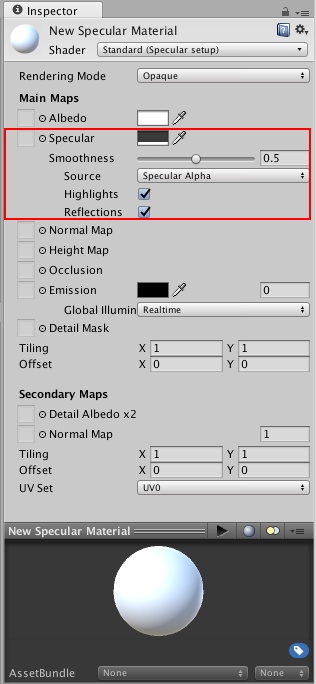 Inspector
New Specular Material
Shader Standard (Specular setup)
Rendering Mode Opaque
Main Maps
Albedo
Specular
Smoothness 0.5
Source Specular Alpha
Highlights
Reflections
Normal Map
Height Map
Occlusion
Emission 0
Global Illumin Realtime
Detail Mask
Tiling X 1 Y 1
Offset X 0 Y 0
Secondary Maps
Detail Albedo x2
Normal Map 1
Tiling X 1 Y 1
Offset X 0 Y 0
UV Set UV0
New Specular Material
AssetBundle None None